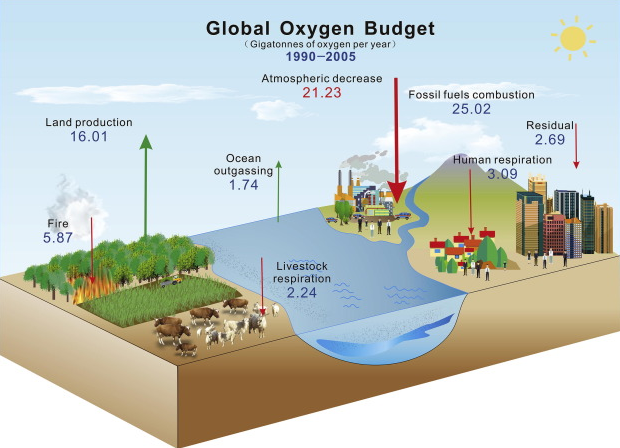 Global Oxygen Budget
(Gigatonnes of oxygen per year)
1990−2005
Atmospheric decrease
21.23
Fossil fuels combustion
25.02
Land production
16.01
Residual
2.69
Ocean
outgassing
1.74
Human respiration
3.09
Fire
5.87
Livestock
respiration
2.24